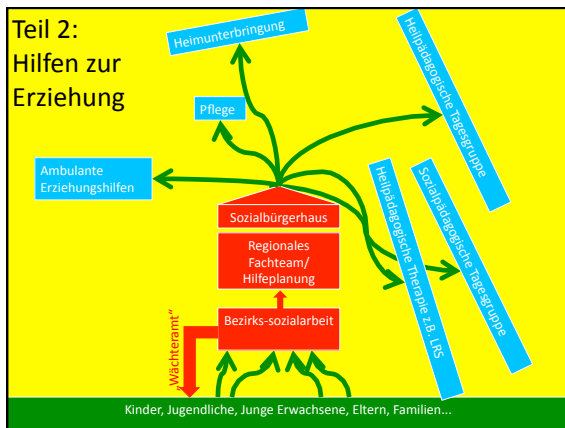 Teil 2:
Hilfen zur
Erziehung
Heimunterbringung
Heilpädagogische Tagesgruppe
Pflege
Ambulante
Erziehungshilfen
Heilpädagogische Therapie z.B. LRS
Sozialpädagogische Tagesgruppe
Sozialbürgerhaus
Regionales
Fachteam/
Hilfeplanung
Bezirks-sozialarbeit
"Wächteramt"
Kinder, Jugendliche, Junge Erwachsene, Eltern, Familien...